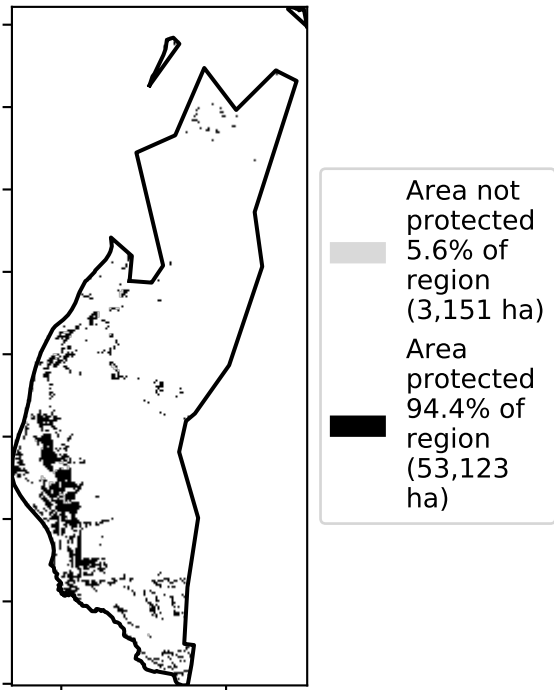 Area not
protected
5.6% of
region
(3,151 ha)
Area
protected
94.4% of
region
(53,123
ha)